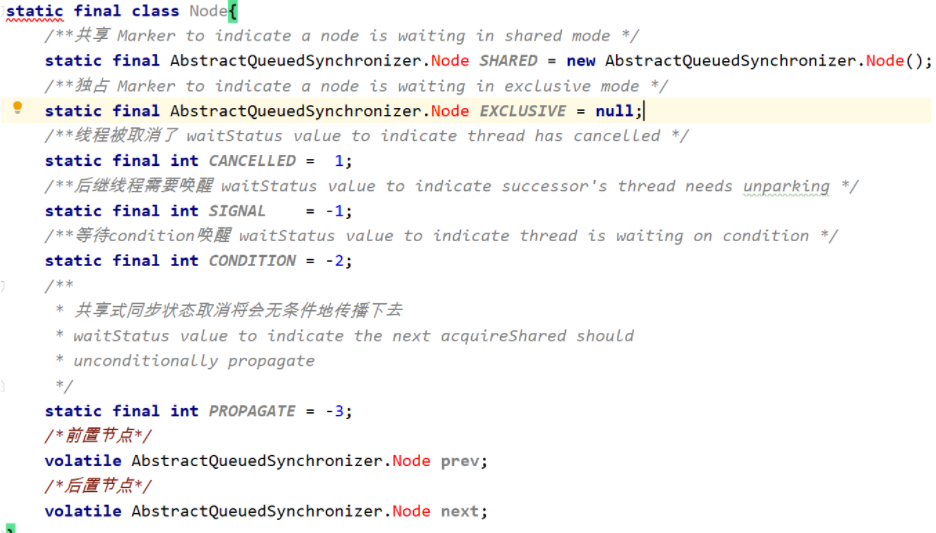 static final class Node{
/**共享 Marker to indicate a node is waiting in shared mode */
static final AbstractQueuedSynchronizer.Node SHARED = new AbstractQueuedSynchronizer.Node();
/**独占 Marker to indicate a node is waiting in exclusive mode */
static final AbstractQueuedSynchronizer.Node EXCLUSIVE = null;
/**线程被取消了 waitStatus value to indicate thread has cancelled */
static final int CANCELLED =  1;
/**后继线程需要唤醒 waitStatus value to indicate successor's thread needs unparking */
static final int SIGNAL    = -1;
/**等待condition唤醒 waitStatus value to indicate thread is waiting on condition */
static final int CONDITION = -2;
/**
* 共享式同步状态取消将会无条件地传播下去
* waitStatus value to indicate the next acquireShared should
* unconditionally propagate
*/
static final int PROPAGATE = -3;
/*前置节点*/
volatile AbstractQueuedSynchronizer.Node prev;
/*后置节点*/
volatile AbstractQueuedSynchronizer.Node next;
}